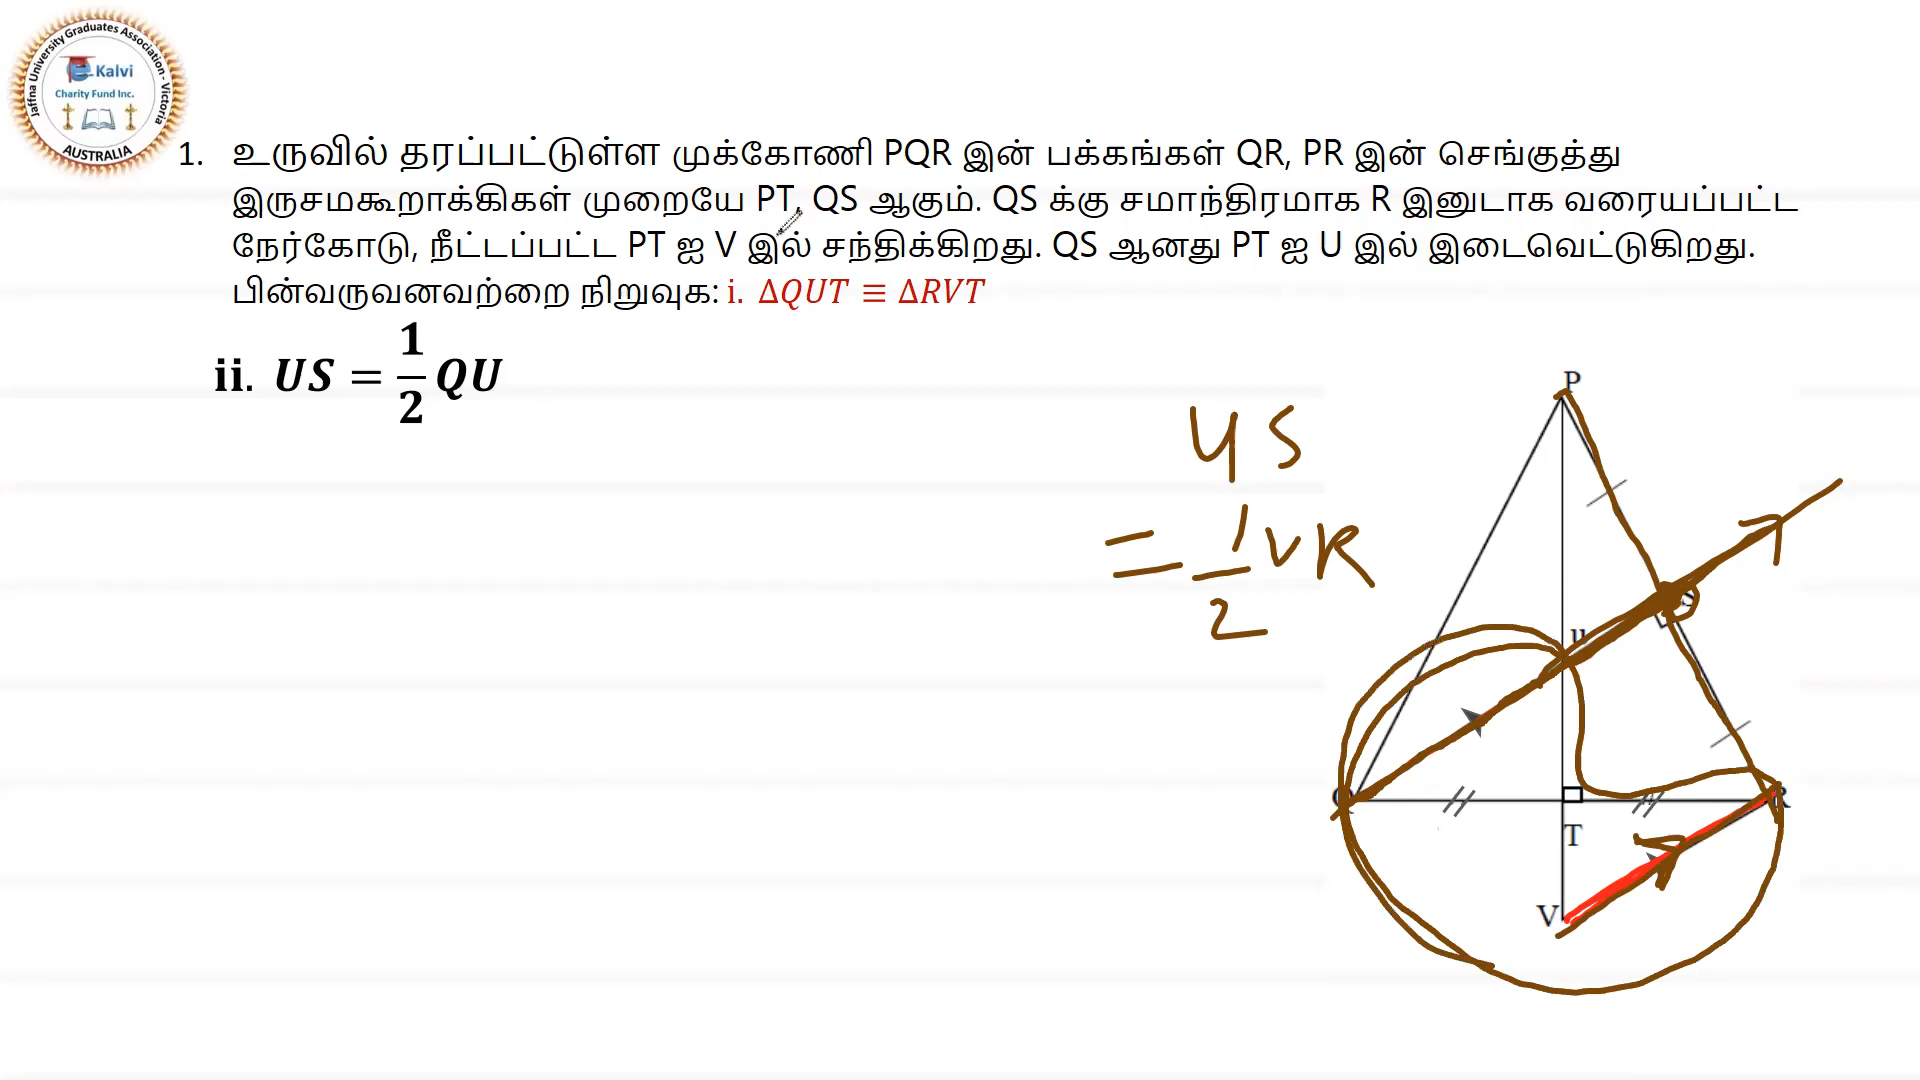 Jaffna University Graduates Association - Victoria
eKalvi
Charity Fund Inc.
AUSTRALIA
1. உருவில் தரப்பட்டுள்ள முக்கோணி PQR இன் பக்கங்கள் QR, PR இன் செங்குத்து
இருசமகூறாக்கிகள் முறையே PT, QS ஆகும். QS க்கு சமாந்திரமாக R இனுடாக வரையப்பட்ட
நேர்கோடு, நீட்டப்பட்ட PT ஐ V இல் சந்திக்கிறது. QS ஆனது PT ஐ U இல் இடைவெட்டுகிறது.
பின்வருவனவற்றை நிறுவுக: i. ΔQUT ≡ ΔRVT
ii. US = 1/2 QU
P
US
= 1/2 VR
S
u
Q
R
T
V